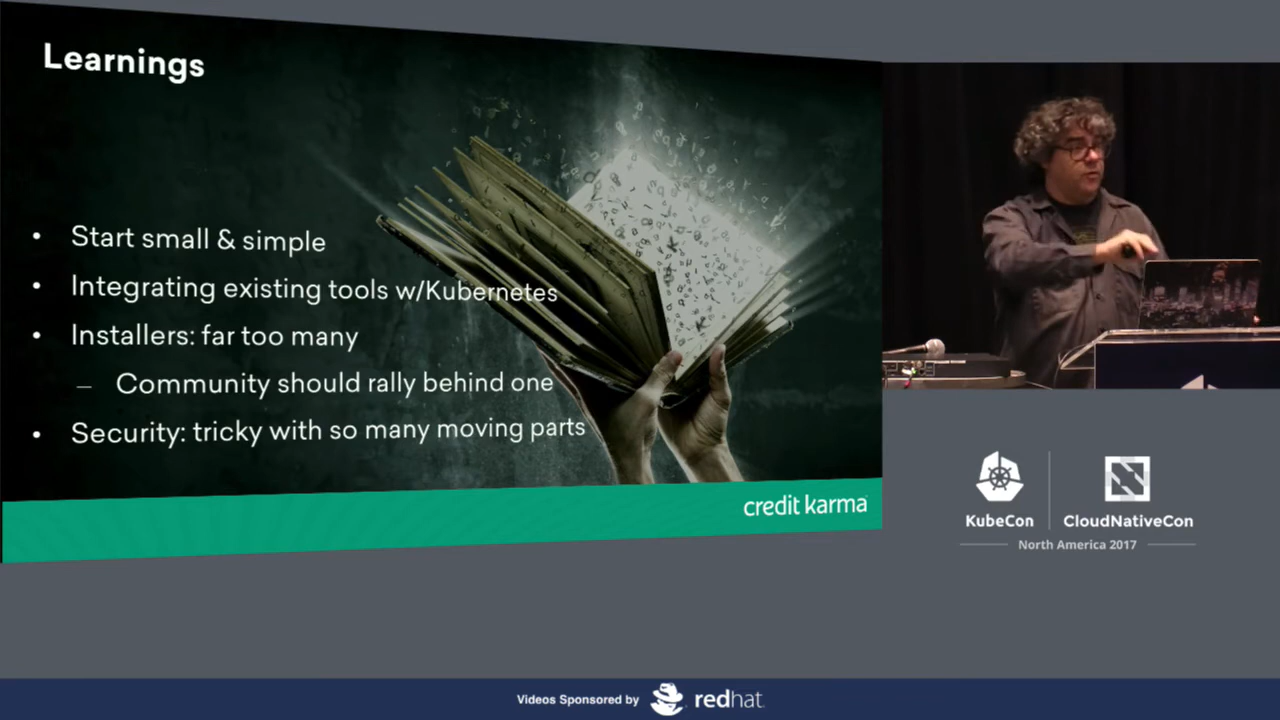 Learnings
• Start small & simple
• Integrating existing tools w/Kubernetes
• Installers: far too many
– Community should rally behind one
• Security: tricky with so many moving parts
credit karma
KubeCon
CloudNativeCon
North America 2017
Videos Sponsored by
redhat